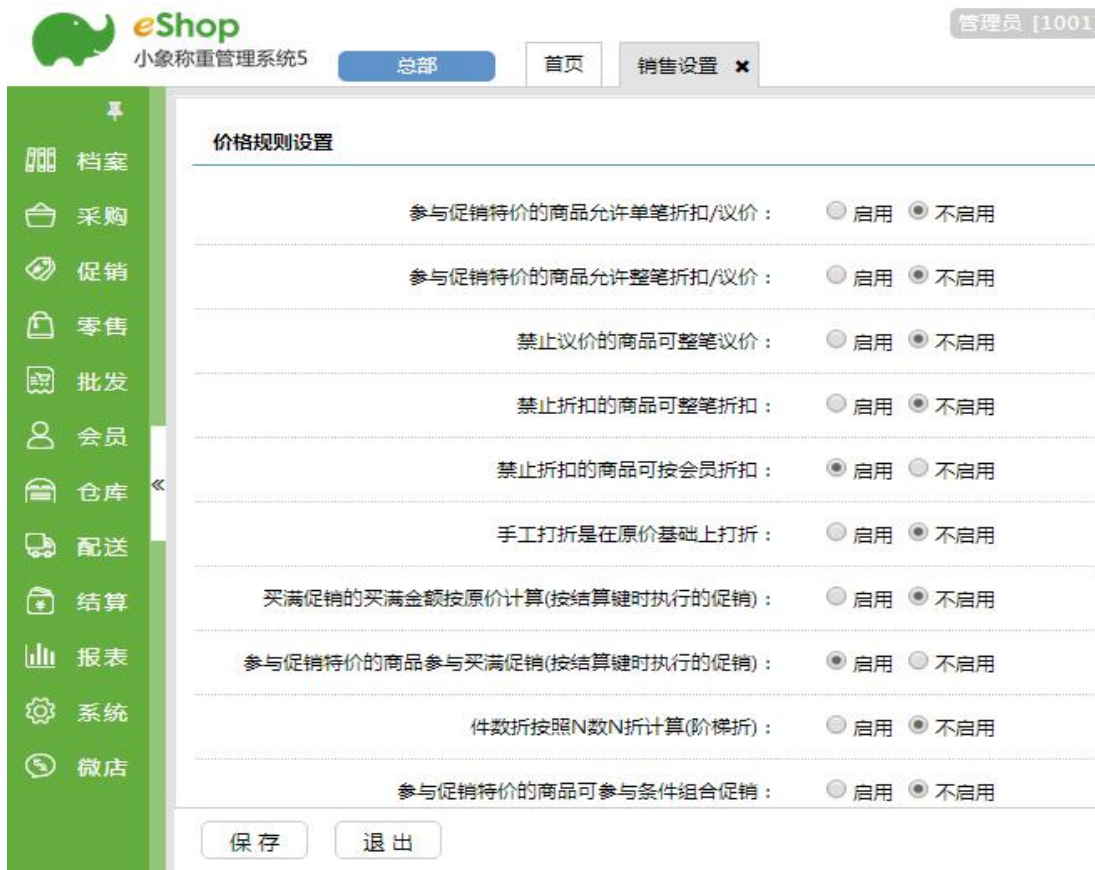 eShop
小象称重管理系统5
总部
首页
销售设置
管理员 [1001]
档案
采购
促销
零售
批发
会员
仓库
配送
结算
报表
系统
微店
价格规则设置
参与促销特价的商品允许单笔折扣/议价: 启用 不启用
参与促销特价的商品允许整笔折扣/议价: 启用 不启用
禁止议价的商品可整笔议价: 启用 不启用
禁止折扣的商品可整笔折扣: 启用 不启用
禁止折扣的商品可按会员折扣: 启用 不启用
手工打折是在原价基础上打折: 启用 不启用
买满促销的买满金额按原价计算(按结算键时执行的促销): 启用 不启用
参与促销特价的商品参与买满促销(按结算键时执行的促销): 启用 不启用
件数折按照N数N折计算(阶梯折): 启用 不启用
参与促销特价的商品可参与条件组合促销: 启用 不启用
保存 退出